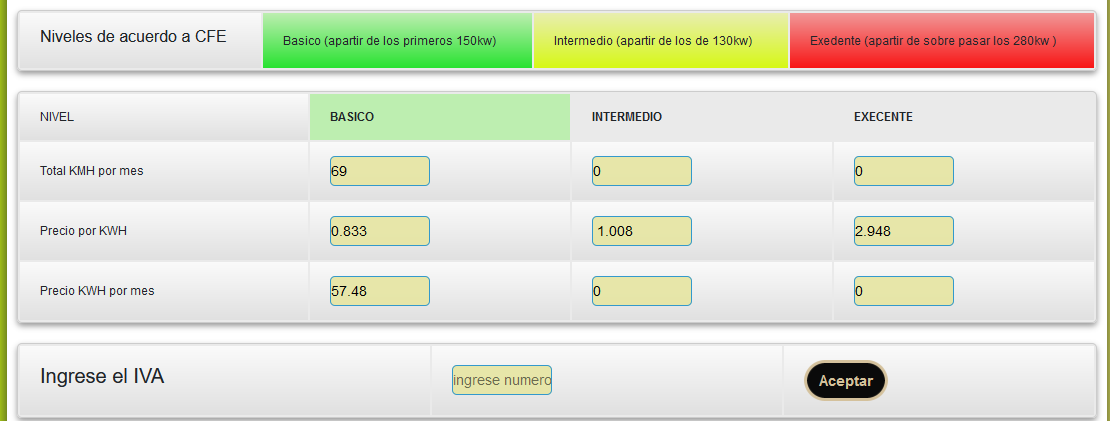 Niveles de acuerdo a CFE
Basico (apartir de los primeros 150kw)
Intermedio (apartir de los de 130kw)
Exedente (apartir de sobre pasar los 280kw )
NIVEL BASICO INTERMEDIO EXECENTE
Total KMH por mes 69 0 0
Precio por KWH 0.833 1.008 2.948
Precio KWH por mes 57.48 0 0
Ingrese el IVA ingrese numero Aceptar